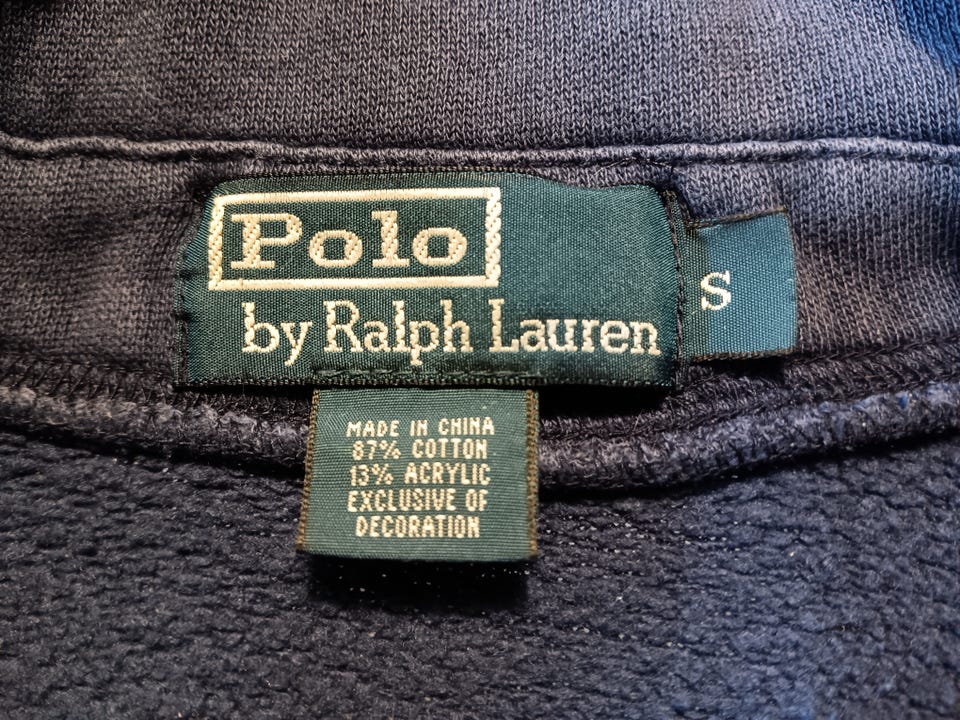 Polo
by Ralph Lauren
S
MADE IN CHINA
87% COTTON
13% ACRYLIC
EXCLUSIVE OF
DECORATION